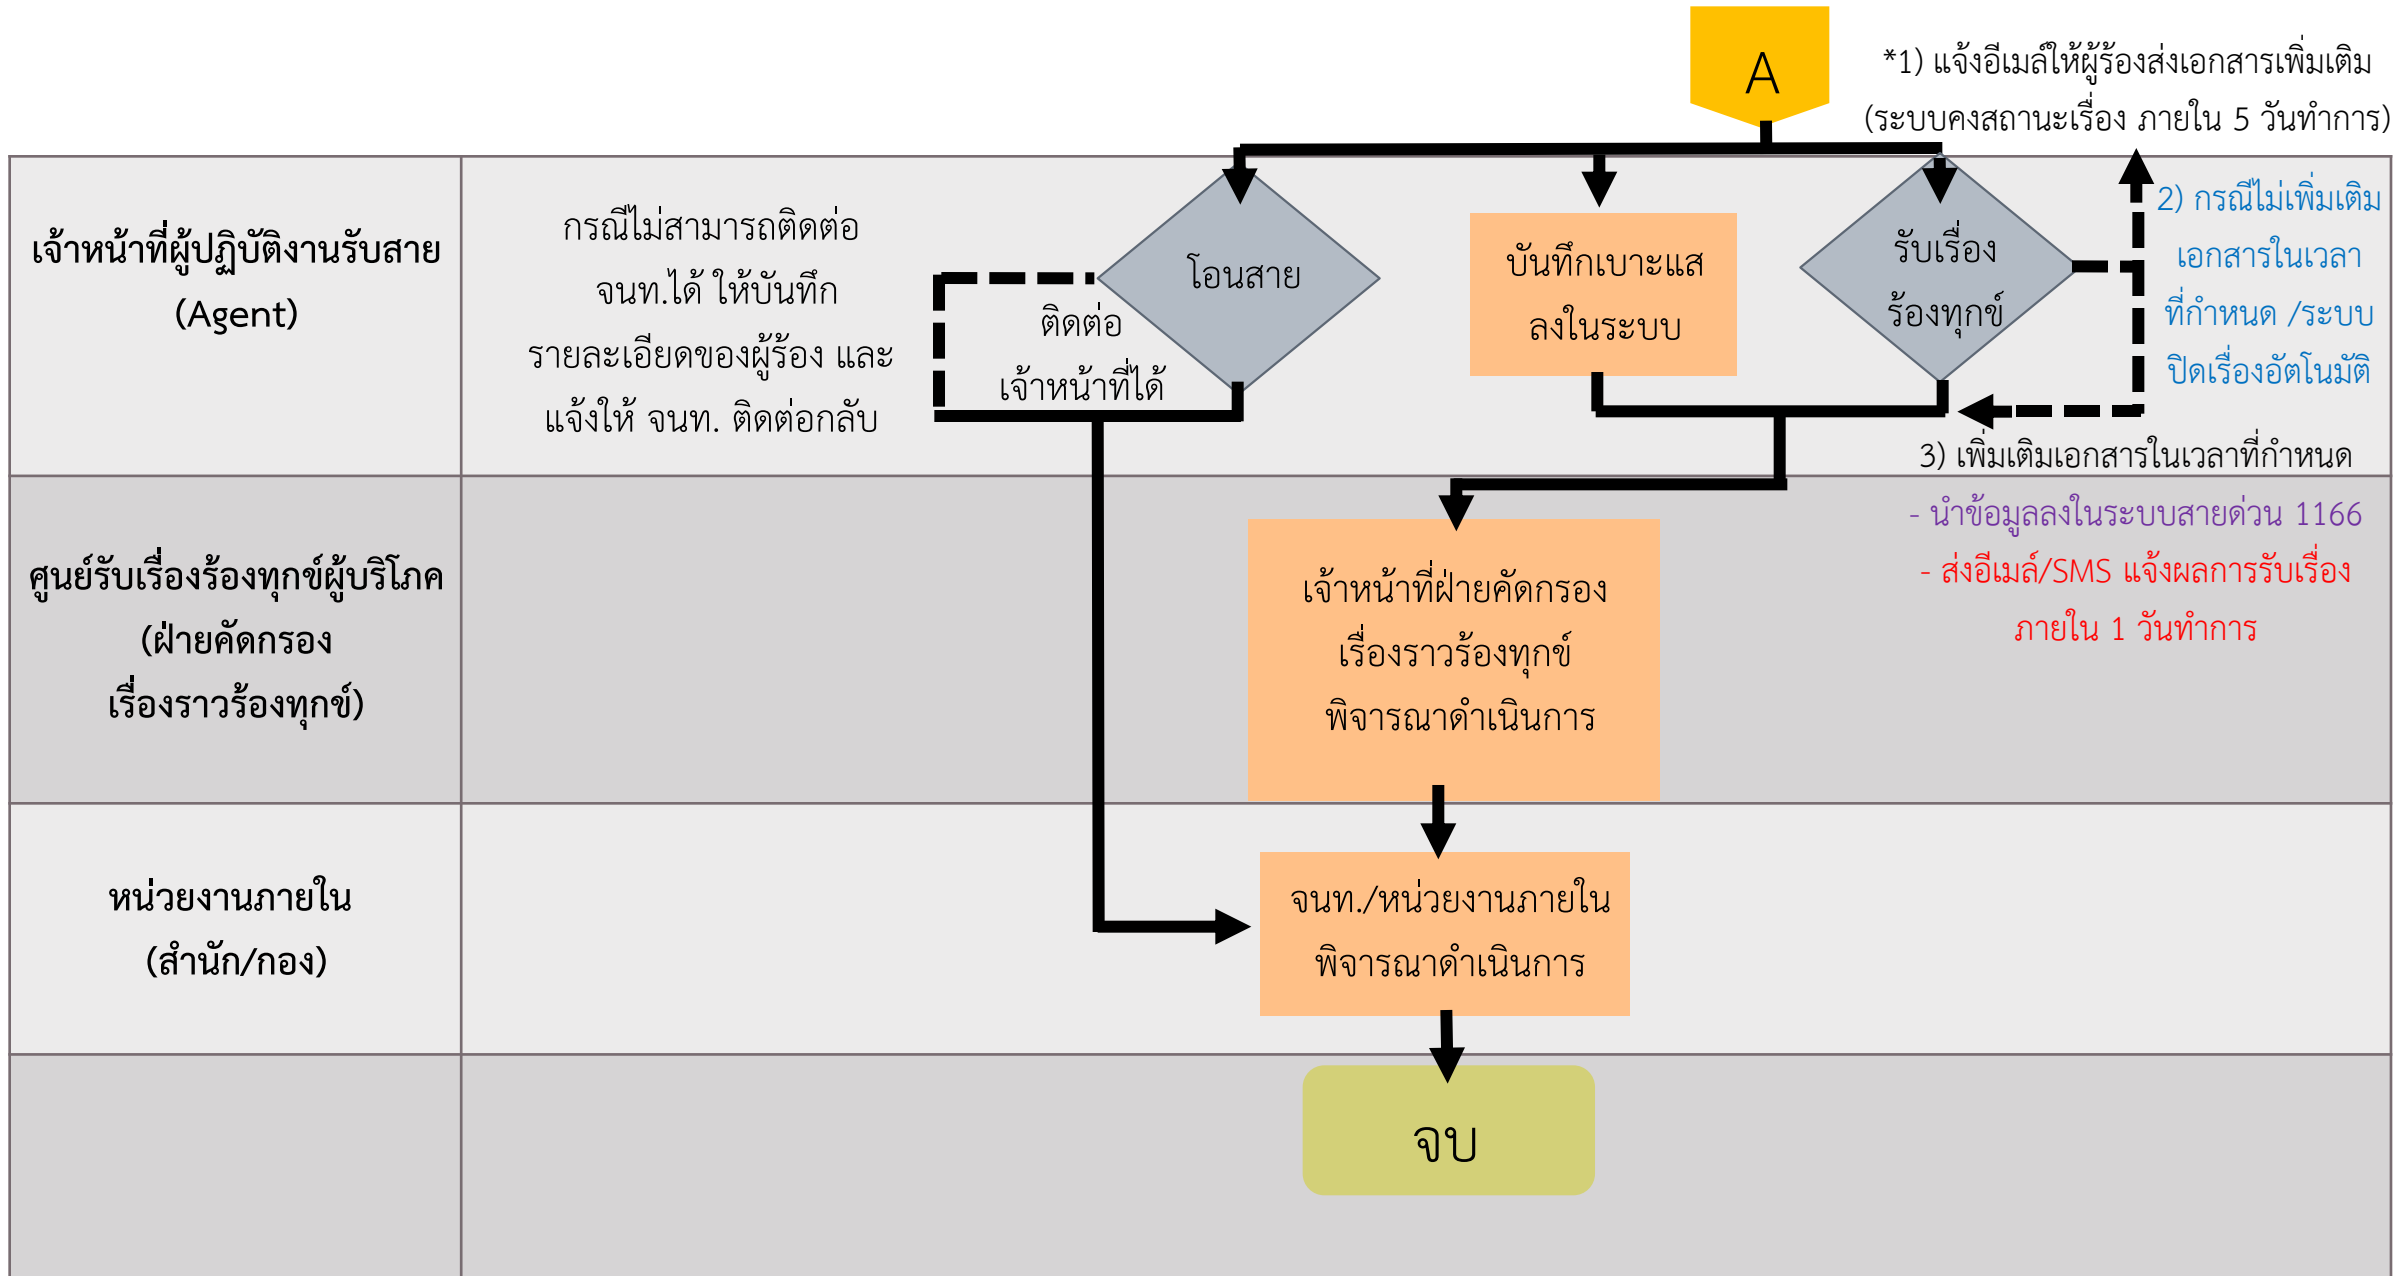 A
*1) แจ้งอีเมล์ให้ผู้ร้องส่งเอกสารเพิ่มเติม
(ระบบคงสถานะเรื่อง ภายใน 5 วันทำการ)
เจ้าหน้าที่ผู้ปฏิบัติงานรับสาย
(Agent)
กรณีไม่สามารถติดต่อ
จนท.ได้ ให้บันทึก
รายละเอียดของผู้ร้อง และ
แจ้งให้ จนท. ติดต่อกลับ
ติดต่อ
เจ้าหน้าที่ได้
โอนสาย
บันทึกเบาะแส
ลงในระบบ
รับเรื่อง
ร้องทุกข์
2) กรณีไม่เพิ่มเติม
เอกสารในเวลา
ที่กำหนด /ระบบ
ปิดเรื่องอัตโนมัติ
3) เพิ่มเติมเอกสารในเวลาที่กำหนด
- นำข้อมูลลงในระบบสายด่วน 1166
- ส่งอีเมล์/SMS แจ้งผลการรับเรื่อง
ภายใน 1 วันทำการ
ศูนย์รับเรื่องร้องทุกข์ผู้บริโภค
(ฝ่ายคัดกรอง
เรื่องราวร้องทุกข์)
เจ้าหน้าที่ฝ่ายคัดกรอง
เรื่องราวร้องทุกข์
พิจารณาดำเนินการ
หน่วยงานภายใน
(สำนัก/กอง)
จนท./หน่วยงานภายใน
พิจารณาดำเนินการ
จบ